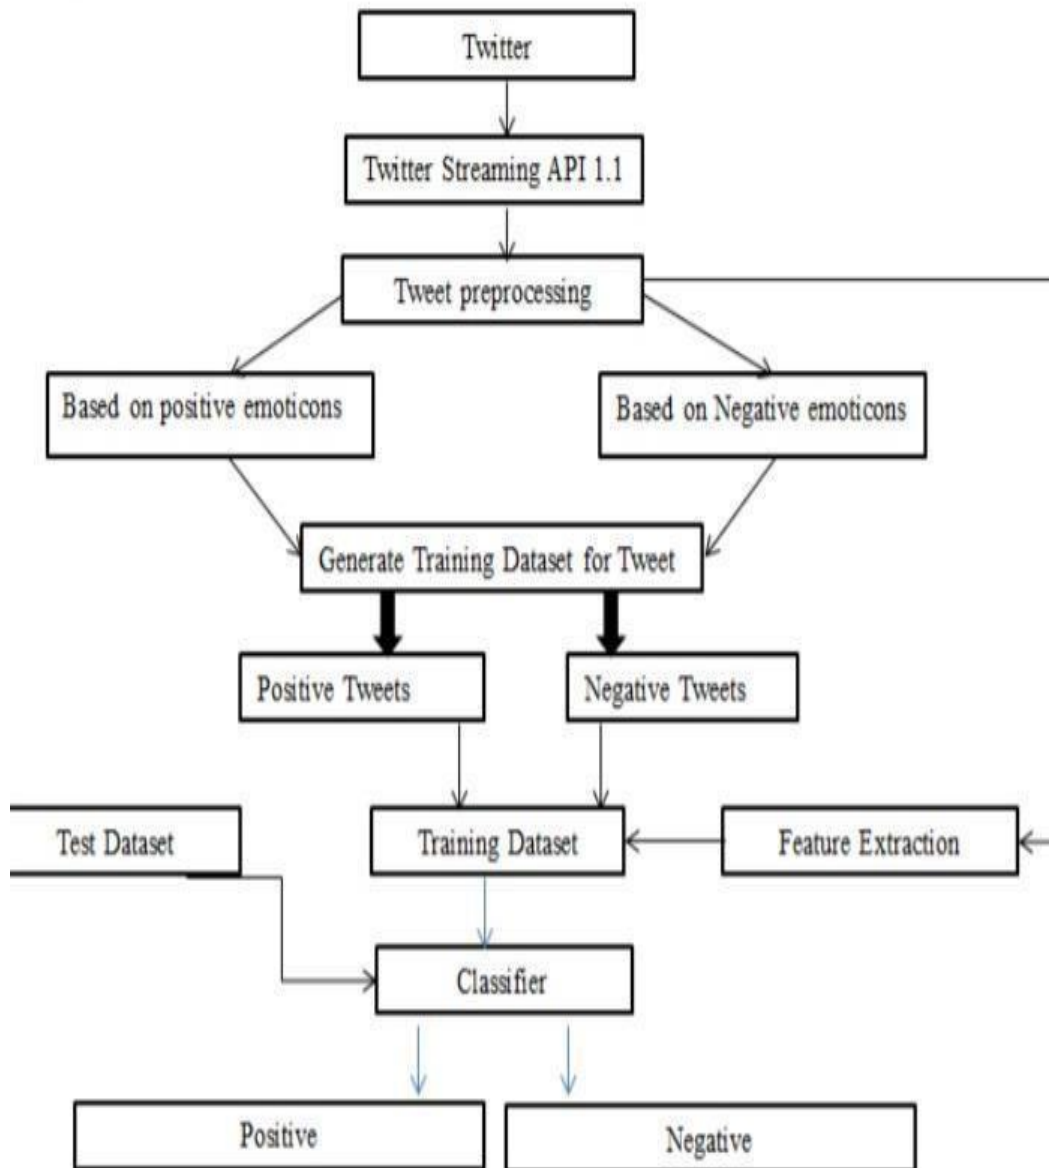 Twitter
Twitter Streaming API 1.1
Tweet preprocessing
Based on positive emoticons
Based on Negative emoticons
Generate Training Dataset for Tweet
Positive Tweets
Negative Tweets
Test Dataset
Training Dataset
Feature Extraction
Classifier
Positive
Negative